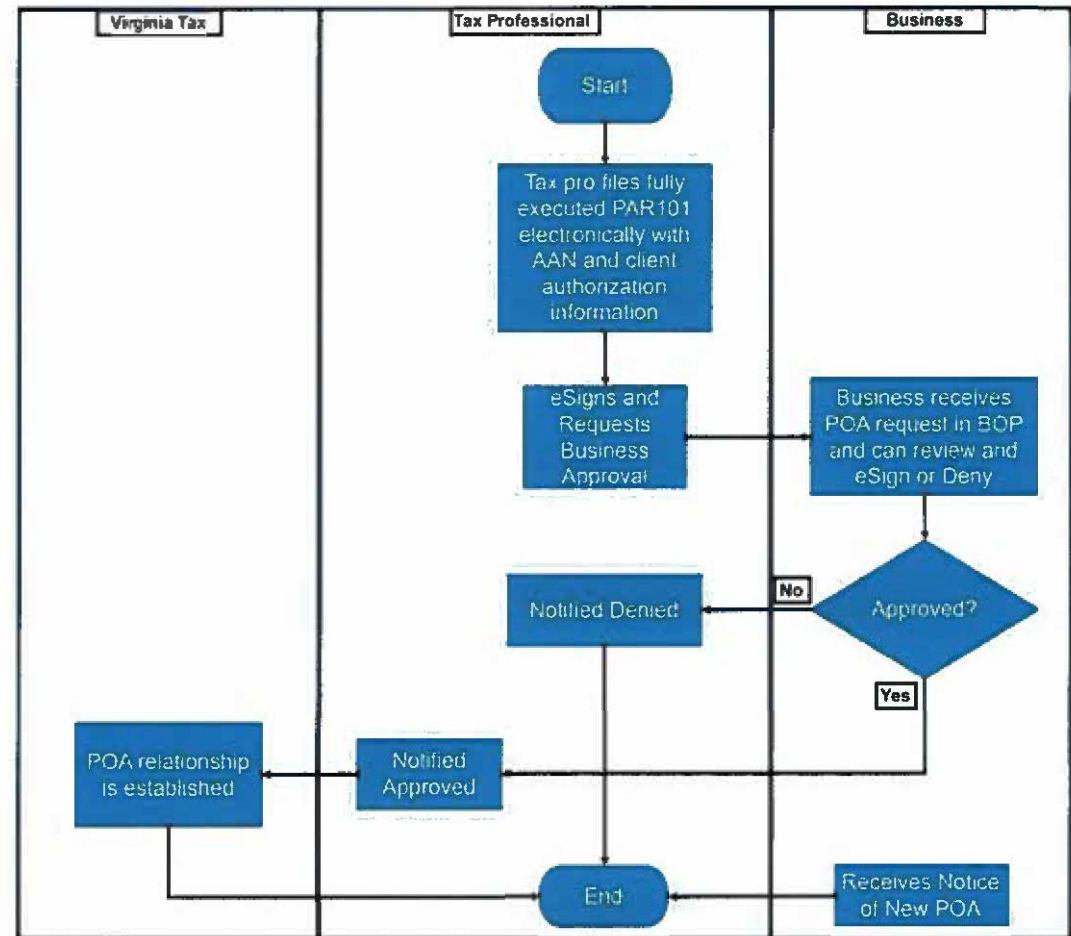 Virginia Tax
Tax Professional
Business
Start
Tax pro files fully
executed PAR101
electronically with
AAN and client
authorization
information
eSigns and
Requests
Business
Approval
Business receives
POA request in BOP
and can review and
eSign or Deny
Notified Denied
No
Approved?
Yes
POA relationship
is established
Notified
Approved
End
Receives Notice
of New POA